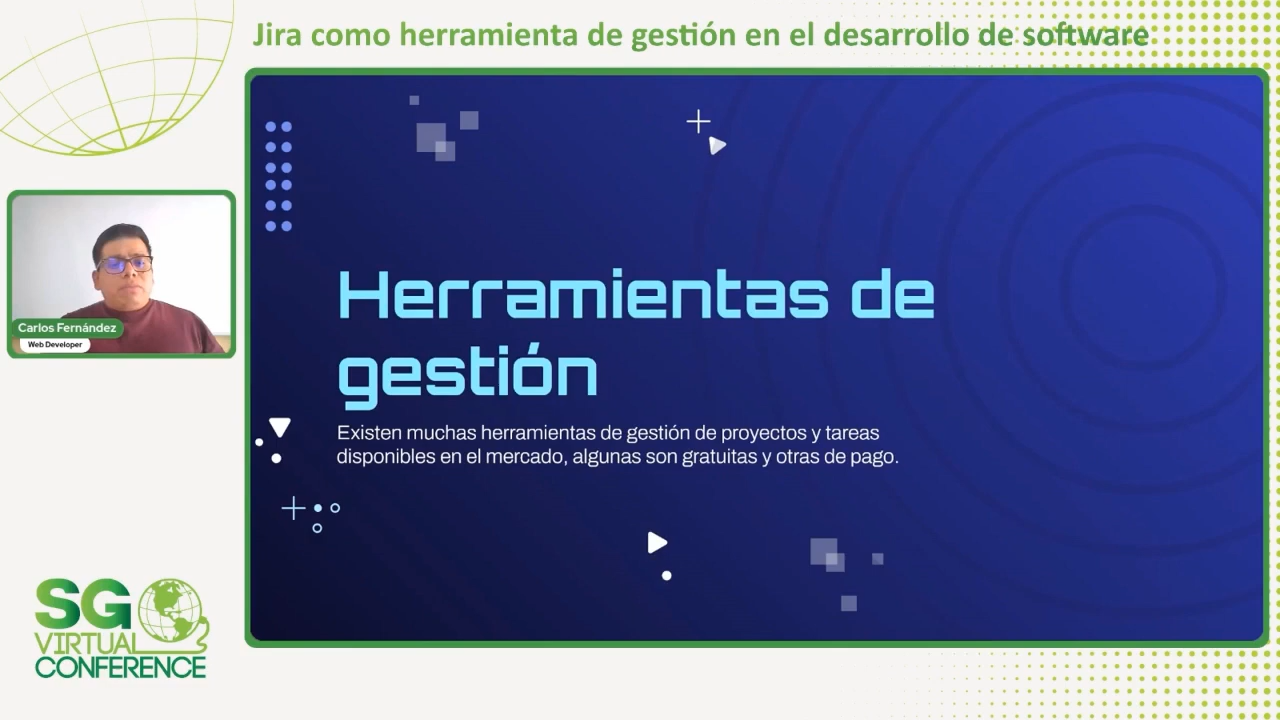 Jira como herramienta de gestión en el desarrollo de software
Herramientas de
gestión
Existen muchas herramientas de gestión de proyectos y tareas
disponibles en el mercado, algunas son gratuitas y otras de pago.
Carlos Fernández
Web Developer
SG
VIRTUAL
CONFERENCE